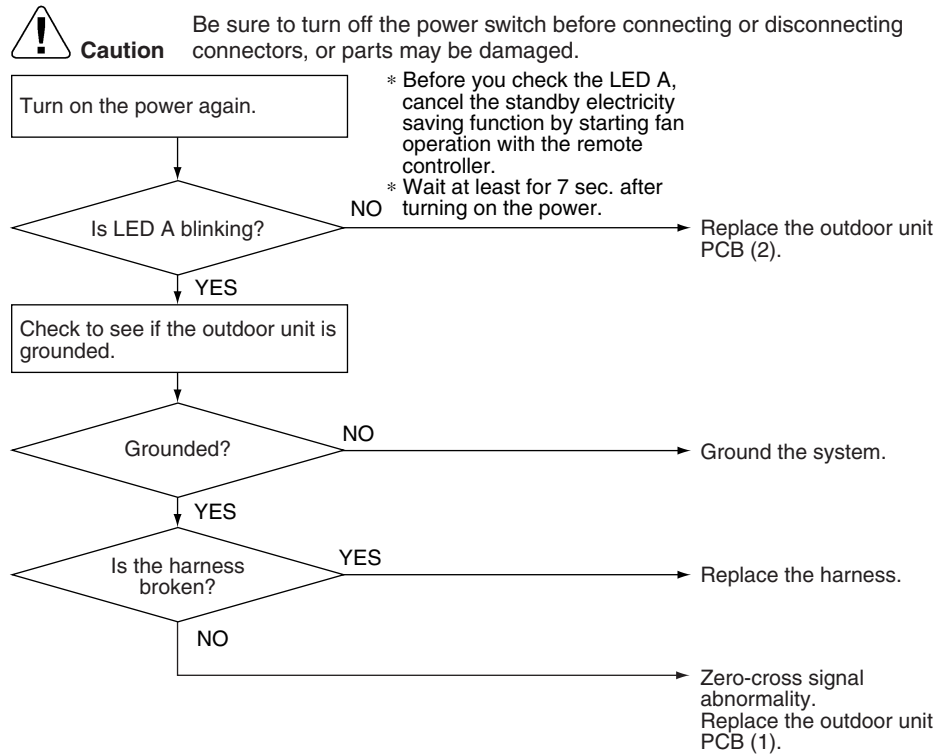 Be sure to turn off the power switch before connecting or disconnecting
Caution connectors, or parts may be damaged.
Turn on the power again.
* Before you check the LED A,
cancel the standby electricity
saving function by starting fan
operation with the remote
controller.
* Wait at least for 7 sec. after
turning on the power.
Is LED A blinking?
NO
Replace the outdoor unit
PCB (2).
YES
Check to see if the outdoor unit is
grounded.
Grounded?
NO
Ground the system.
YES
Is the harness
broken?
YES
Replace the harness.
NO
Zero-cross signal
abnormality.
Replace the outdoor unit
PCB (1).